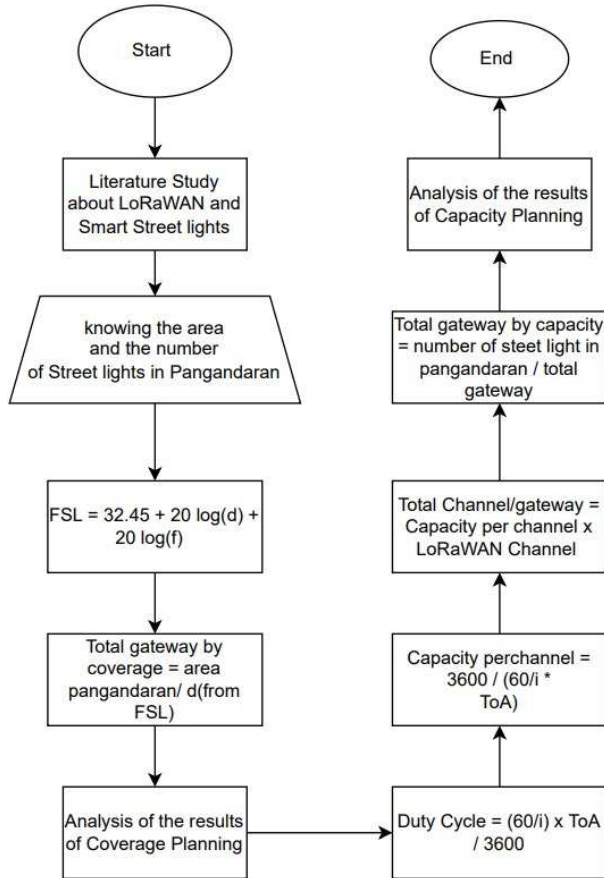 Start
Literature Study
about LoRaWAN and
Smart Street lights
knowing the area
and the number
of Street lights in Pangandaran
FSL = 32.45 + 20 log(d) +
20 log(f)
Total gateway by
coverage = area
pangandaran/ d(from
FSL)
Analysis of the results
of Coverage Planning
Duty Cycle = (60/i) x ToA
/ 3600
Capacity perchannel =
3600 / (60/i *
ToA)
Total Channel/gateway =
Capacity per channel x
LoRaWAN Channel
Total gateway by capacity
= number of steet light in
pangandaran / total
gateway
Analysis of the results
of Capacity Planning
End